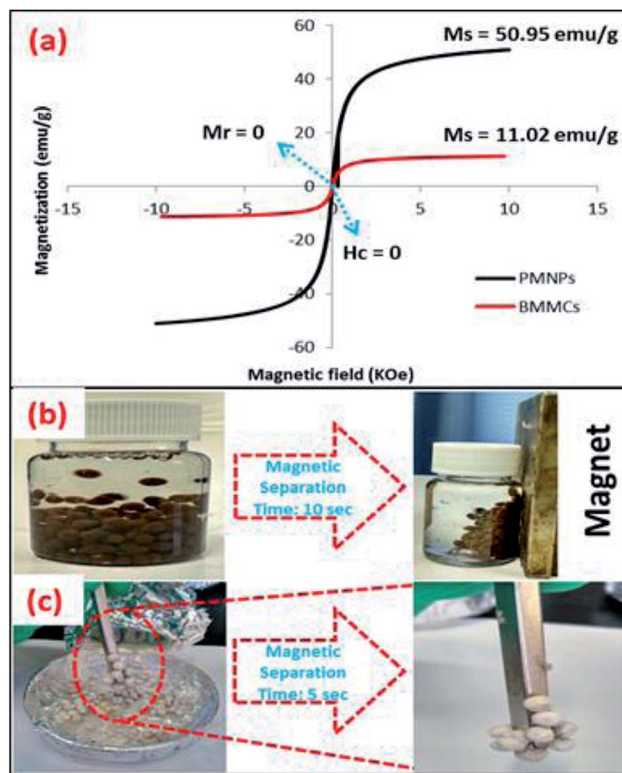 (a)
Ms = 50.95 emu/g
Ms = 11.02 emu/g
Mr = 0
Hc = 0
Magnetization (emu/g)
60
40
20
0
-20
-40
-60
-15
-10
-5
0
5
10
15
PMNPs
BMMCs
Magnetic field (KOe)
(b)
Magnetic
Separation
Time: 10 sec
Magnet
(c)
Magnetic
Separation
Time: 5 sec